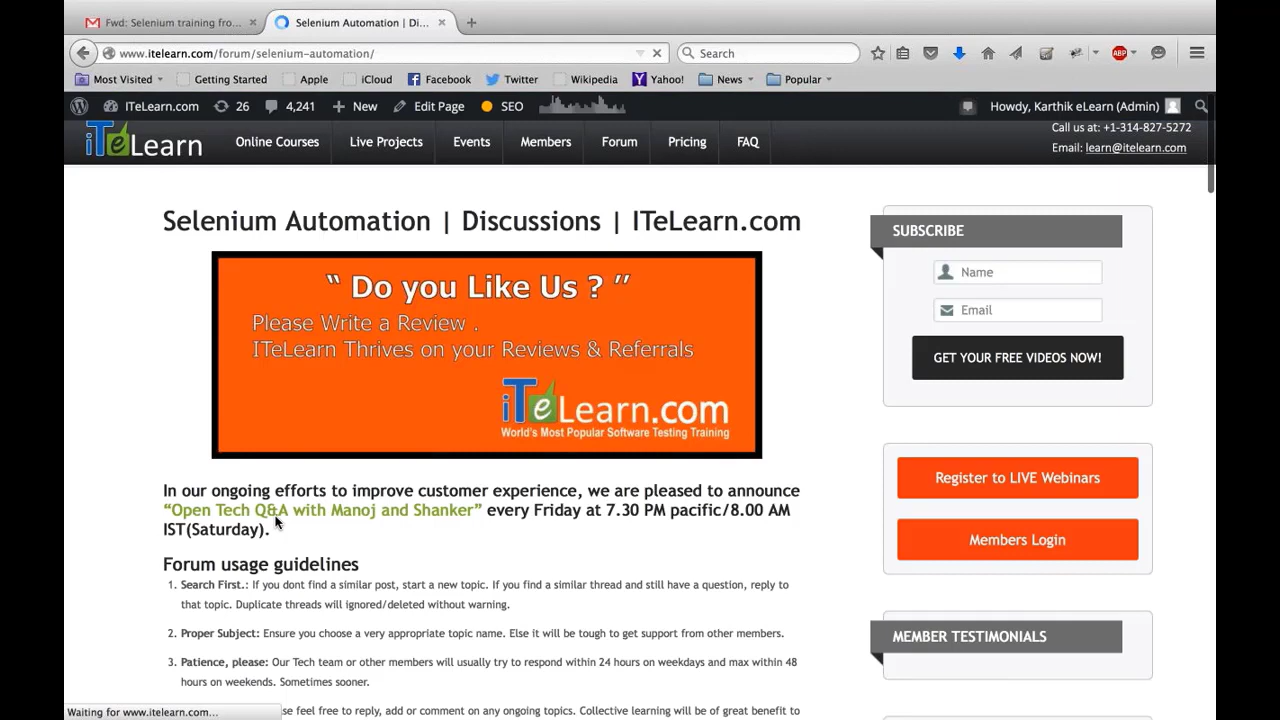 Fwd: Selenium training fro...
Selenium Automation | Di...
www.itelearn.com/forum/selenium-automation/
Search
Most Visited
Getting Started
Apple
iCloud
Facebook
Twitter
Wikipedia
Yahoo!
News
Popular
ITeLearn.com
26
4,241
New
Edit Page
SEO
Howdy, Karthik eLearn (Admin)
iTeLearn
Online Courses
Live Projects
Events
Members
Forum
Pricing
FAQ
Call us at: +1-314-827-5272
Email: learn@itelearn.com
Selenium Automation | Discussions | ITeLearn.com
“ Do you Like Us ? ”
Please Write a Review .
ITeLearn Thrives on your Reviews & Referrals
iTeLearn.com
World's Most Popular Software Testing Training
In our ongoing efforts to improve customer experience, we are pleased to announce
“Open Tech Q&A with Manoj and Shanker” every Friday at 7.30 PM pacific/8.00 AM
IST(Saturday).
Forum usage guidelines
1. Search First.: If you dont find a similar post, start a new topic. If you find a similar thread and still have a question, reply to
that topic. Duplicate threads will ignored/deleted without warning.
2. Proper Subject: Ensure you choose a very appropriate topic name. Else it will be tough to get support from other members.
3. Patience, please: Our Tech team or other members will usually try to respond within 24 hours on weekdays and max within 48
hours on weekends. Sometimes sooner.
se feel free to reply, add or comment on any ongoing topics. Collective learning will be of great benefit to
SUBSCRIBE
Name
Email
GET YOUR FREE VIDEOS NOW!
Register to LIVE Webinars
Members Login
MEMBER TESTIMONIALS
Waiting for www.itelearn.com...